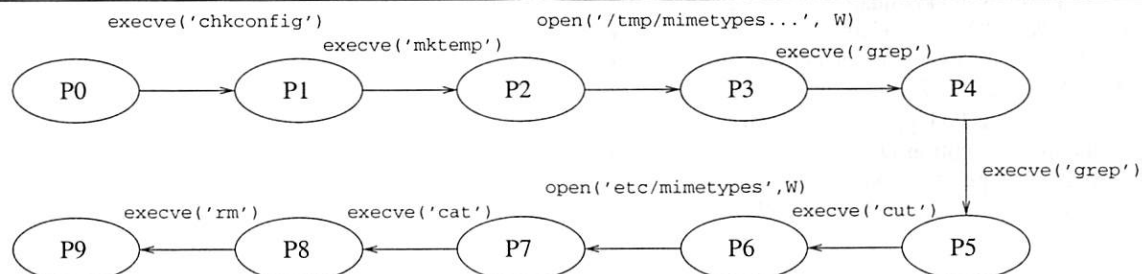 execve('chkconfig')
open('/tmp/mimetypes...', W)
execve('mktemp')
execve('grep')
P0
P1
P2
P3
P4
execve('grep')
open('etc/mimetypes',W)
execve('rm')
execve('cat')
execve('cut')
P9
P8
P7
P6
P5